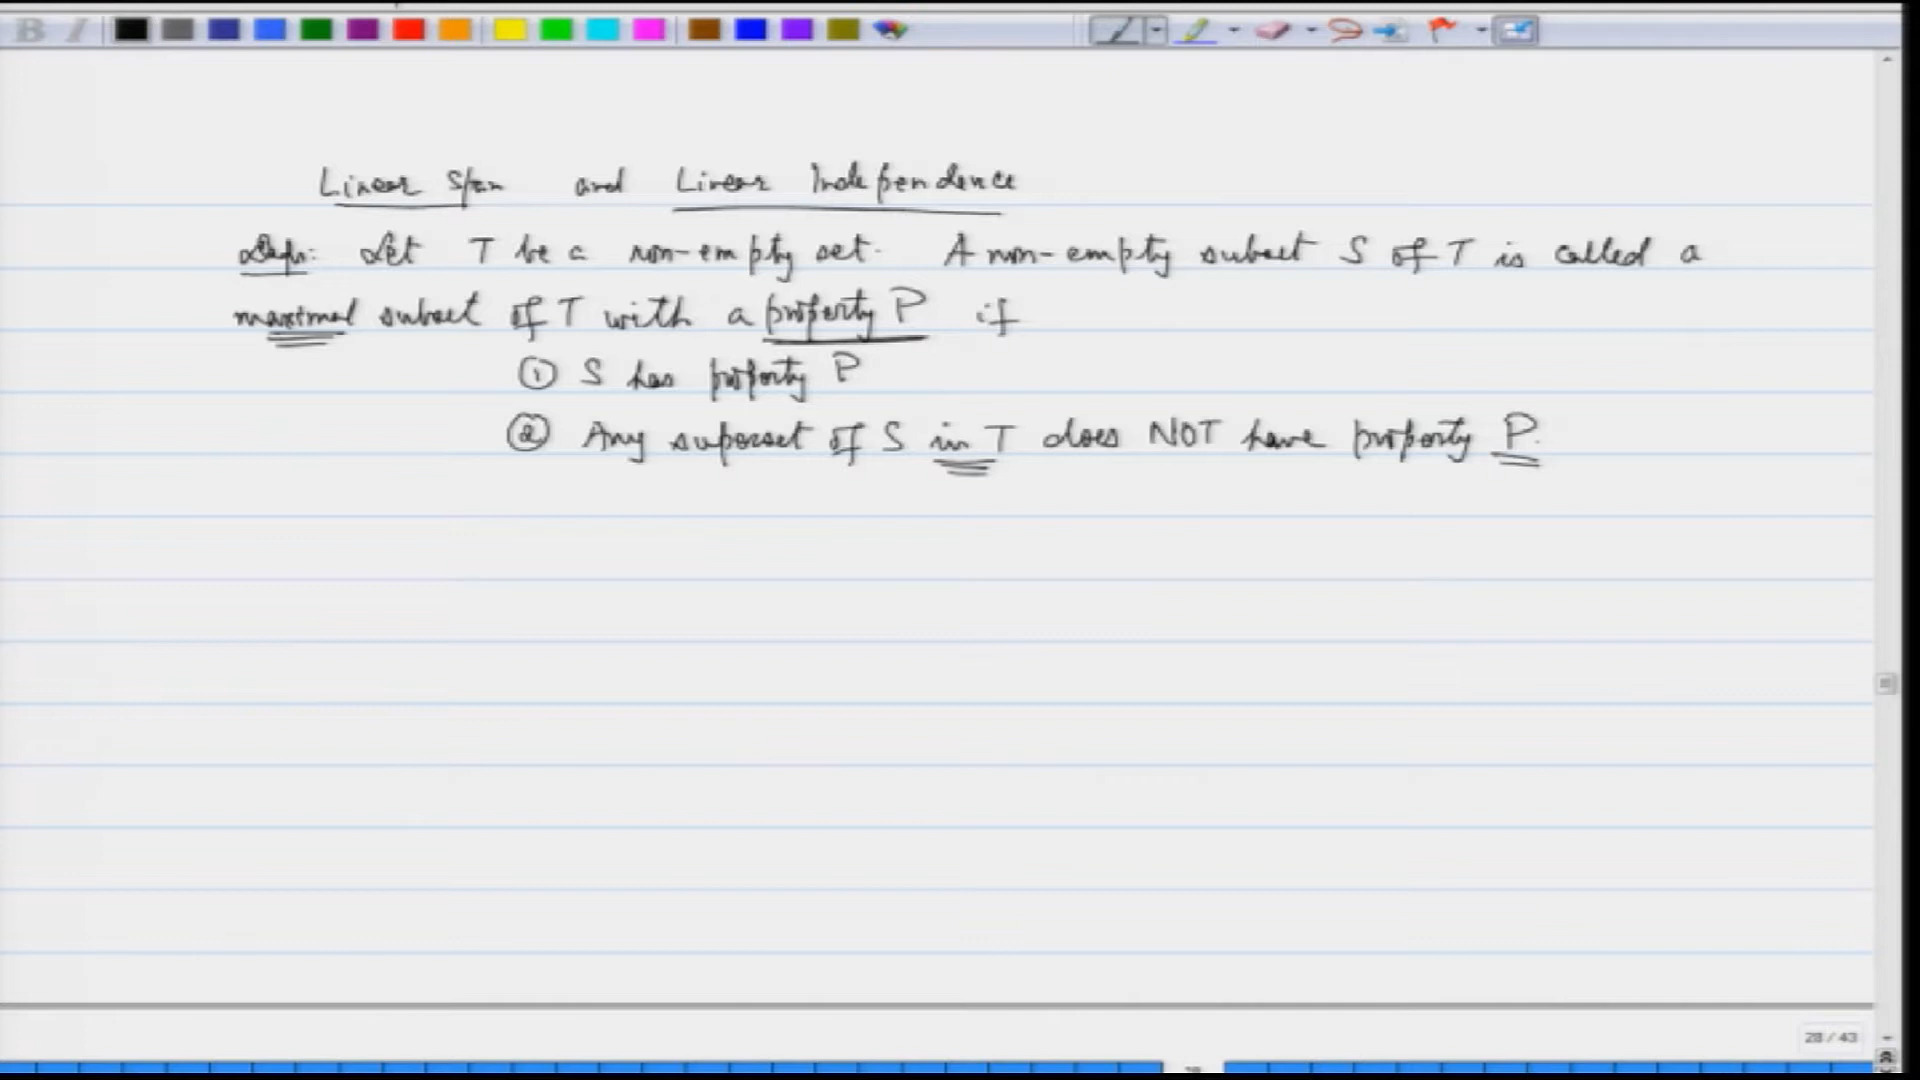 B I
Linear Span and Linear Independence
Defn: Let T be a non-empty set. A non-empty subset S of T is called a
maximal subset of T with a property P if
① S has property P
② Any superset of S in T does NOT have property P.
28 / 43